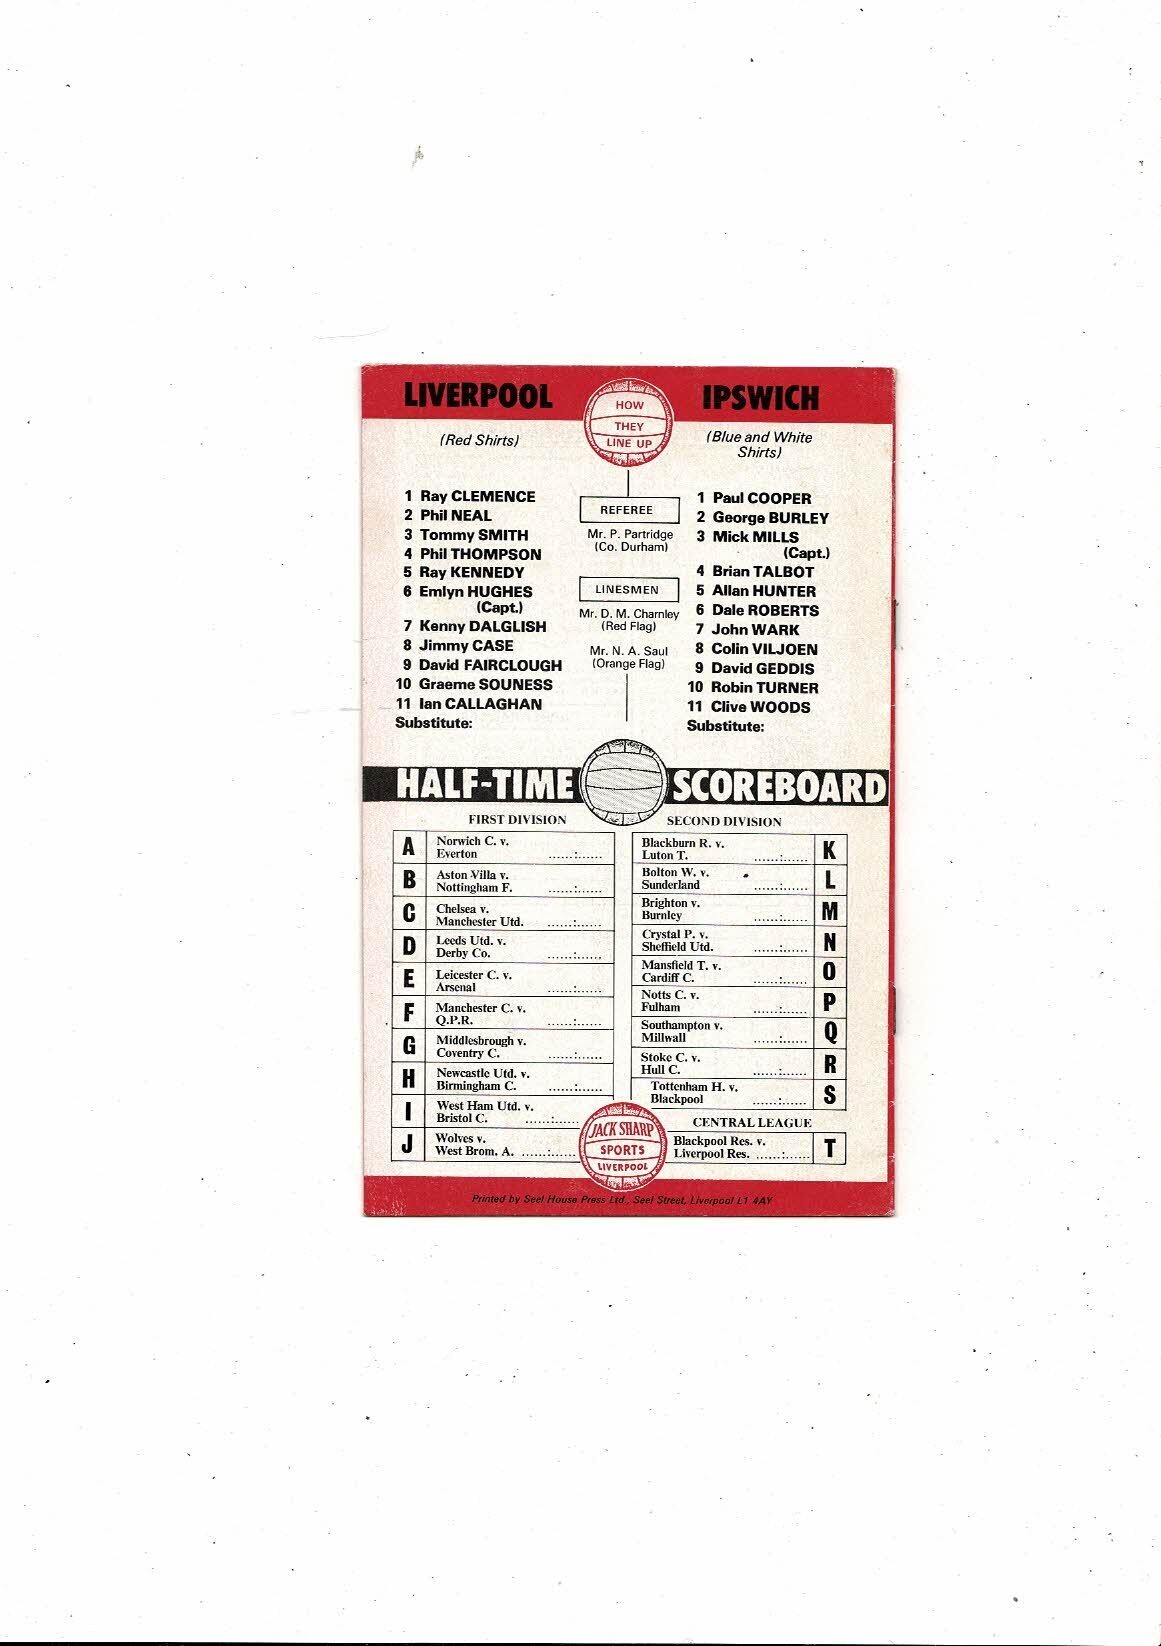 LIVERPOOL
(Red Shirts)
HOW
THEY
LINE UP
IPSWICH
(Blue and White
Shirts)
1 Ray CLEMENCE
2 Phil NEAL
3 Tommy SMITH
4 Phil THOMPSON
5 Ray KENNEDY
6 Emlyn HUGHES
(Capt.)
7 Kenny DALGLISH
8 Jimmy CASE
9 David FAIRCLOUGH
10 Graeme SOUNESS
11 Ian CALLAGHAN
Substitute:
REFEREE
Mr. P. Partridge
(Co. Durham)
LINESMEN
Mr. D. M. Charnley
(Red Flag)
Mr. N. A. Saul
(Orange Flag)
1 Paul COOPER
2 George BURLEY
3 Mick MILLS
(Capt.)
4 Brian TALBOT
5 Allan HUNTER
6 Dale ROBERTS
7 John WARK
8 Colin VILJOEN
9 David GEDDIS
10 Robin TURNER
11 Clive WOODS
Substitute:
HALF-TIME SCOREBOARD
FIRST DIVISION
A Norwich C. v.
Everton ......:......
B Aston Villa v.
Nottingham F. ......:......
C Chelsea v.
Manchester Utd. ......:......
D Leeds Utd. v.
Derby Co. ......:......
E Leicester C. v.
Arsenal ......:......
F Manchester C. v.
Q.P.R. ......:......
G Middlesbrough v.
Coventry C. ......:......
H Newcastle Utd. v.
Birmingham C. ......:......
I West Ham Utd. v.
Bristol C. ......:......
J Wolves v.
West Brom. A. ......:......
SECOND DIVISION
Blackburn R. v. K
Luton T. ......:......
Bolton W. v. L
Sunderland ......:......
Brighton v. M
Burnley ......:......
Crystal P. v. N
Sheffield Utd. ......:......
Mansfield T. v. O
Cardiff C. ......:......
Notts C. v. P
Fulham ......:......
Southampton v. Q
Millwall ......:......
Stoke C. v. R
Hull C. ......:......
Tottenham H. v. S
Blackpool ......:......
CENTRAL LEAGUE
Blackpool Res. v. T
Liverpool Res. ......:......
JACK SHARP
SPORTS
LIVERPOOL
Printed by Seel House Press Ltd., Seel Street, Liverpool L1 4AY